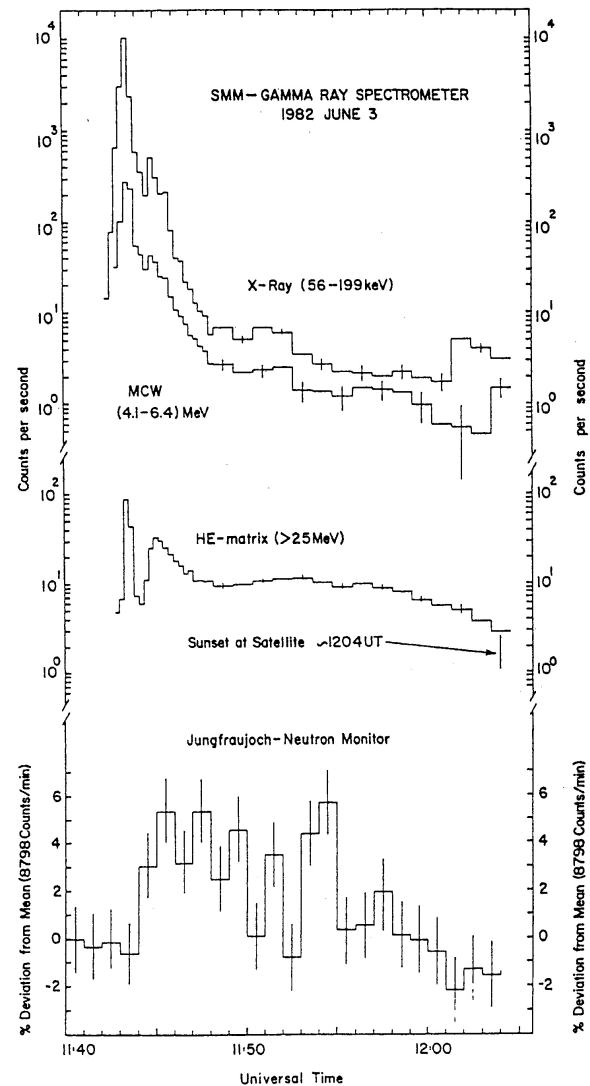 10⁴
10⁴
SMM–GAMMA RAY SPECTROMETER
1982 JUNE 3
10³
10³
10²
10²
X-Ray (56–199keV)
10¹
10¹
MCW
(4.1–6.4) MeV
10⁰
10⁰
Counts per second
Counts per second
10²
10²
HE-matrix (>25MeV)
10¹
10¹
Sunset at Satellite ~1204UT
10⁰
10⁰
Jungfraujoch–Neutron Monitor
% Deviation from Mean (8798 Counts/min)
% Deviation from Mean (8798 Counts/min)
6
6
4
4
2
2
0
0
-2
-2
11:40
11:50
12:00
Universal Time